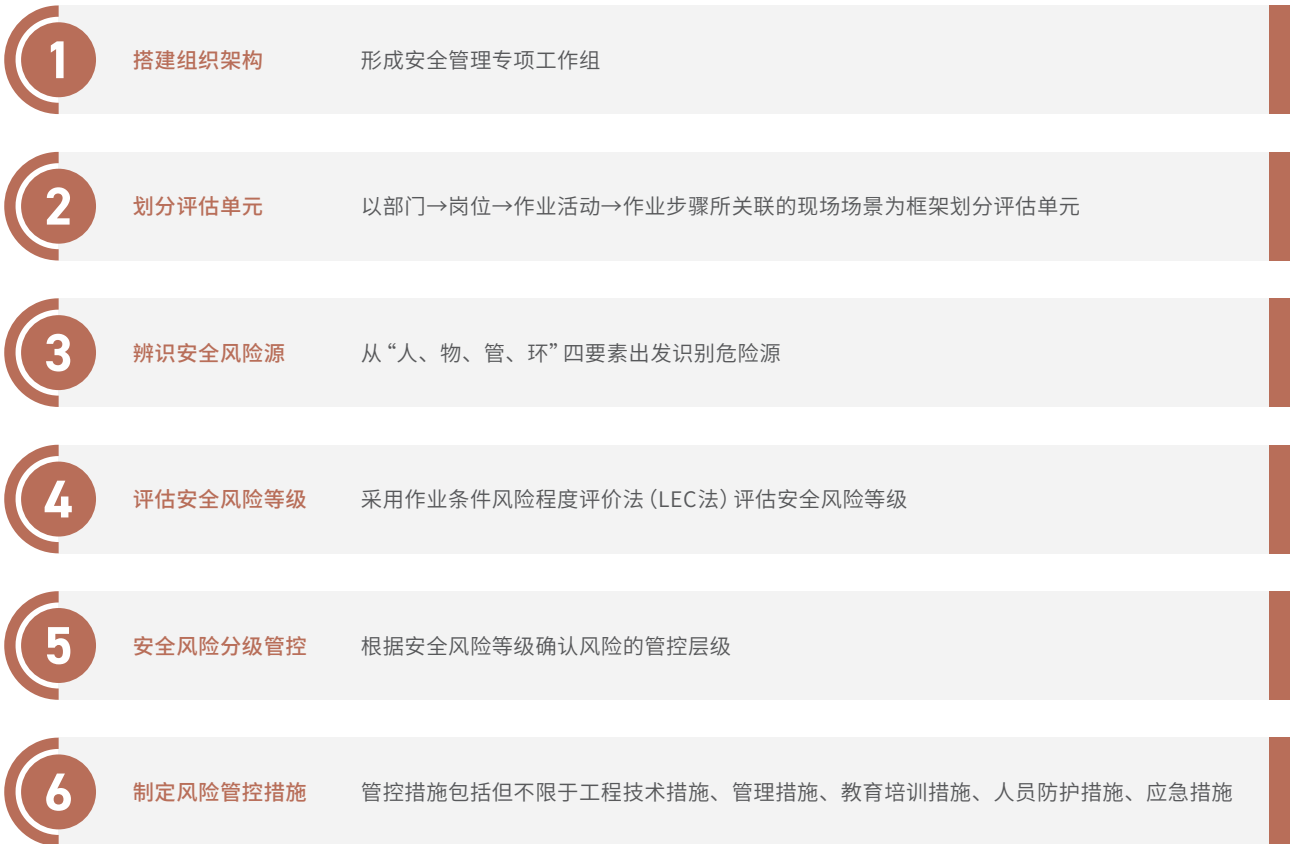 1 搭建组织架构 形成安全管理专项工作组
2 划分评估单元 以部门→岗位→作业活动→作业步骤所关联的现场场景为框架划分评估单元
3 辨识安全风险源 从“人、物、管、环”四要素出发识别危险源
4 评估安全风险等级 采用作业条件风险程度评价法(LEC法)评估安全风险等级
5 安全风险分级管控 根据安全风险等级确认风险的管控层级
6 制定风险管控措施 管控措施包括但不限于工程技术措施、管理措施、教育培训措施、人员防护措施、应急措施